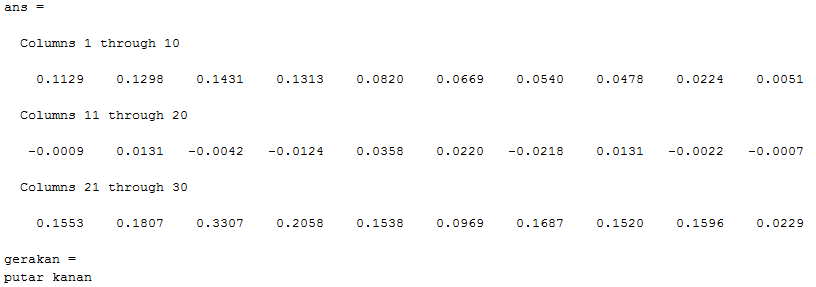 ans =
Columns 1 through 10
0.1129 0.1298 0.1431 0.1313 0.0820 0.0669 0.0540 0.0478 0.0224 0.0051
Columns 11 through 20
-0.0009 0.0131 -0.0042 -0.0124 0.0358 0.0220 -0.0218 0.0131 -0.0022 -0.0007
Columns 21 through 30
0.1553 0.1807 0.3307 0.2058 0.1538 0.0969 0.1687 0.1520 0.1596 0.0229
gerakan =
putar kanan